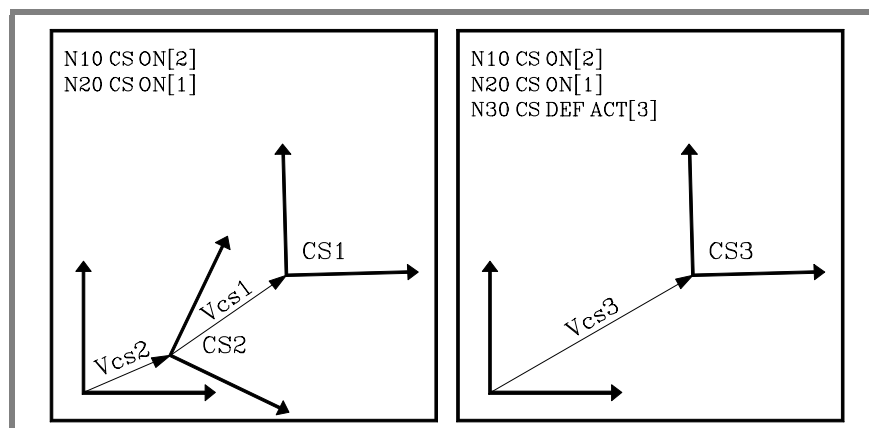 N10 CS ON[2]
N20 CS ON[1]
CS1
Vcs1
CS2
Vcs2
N10 CS ON[2]
N20 CS ON[1]
N30 CS DEF ACT[3]
CS3
Vcs3